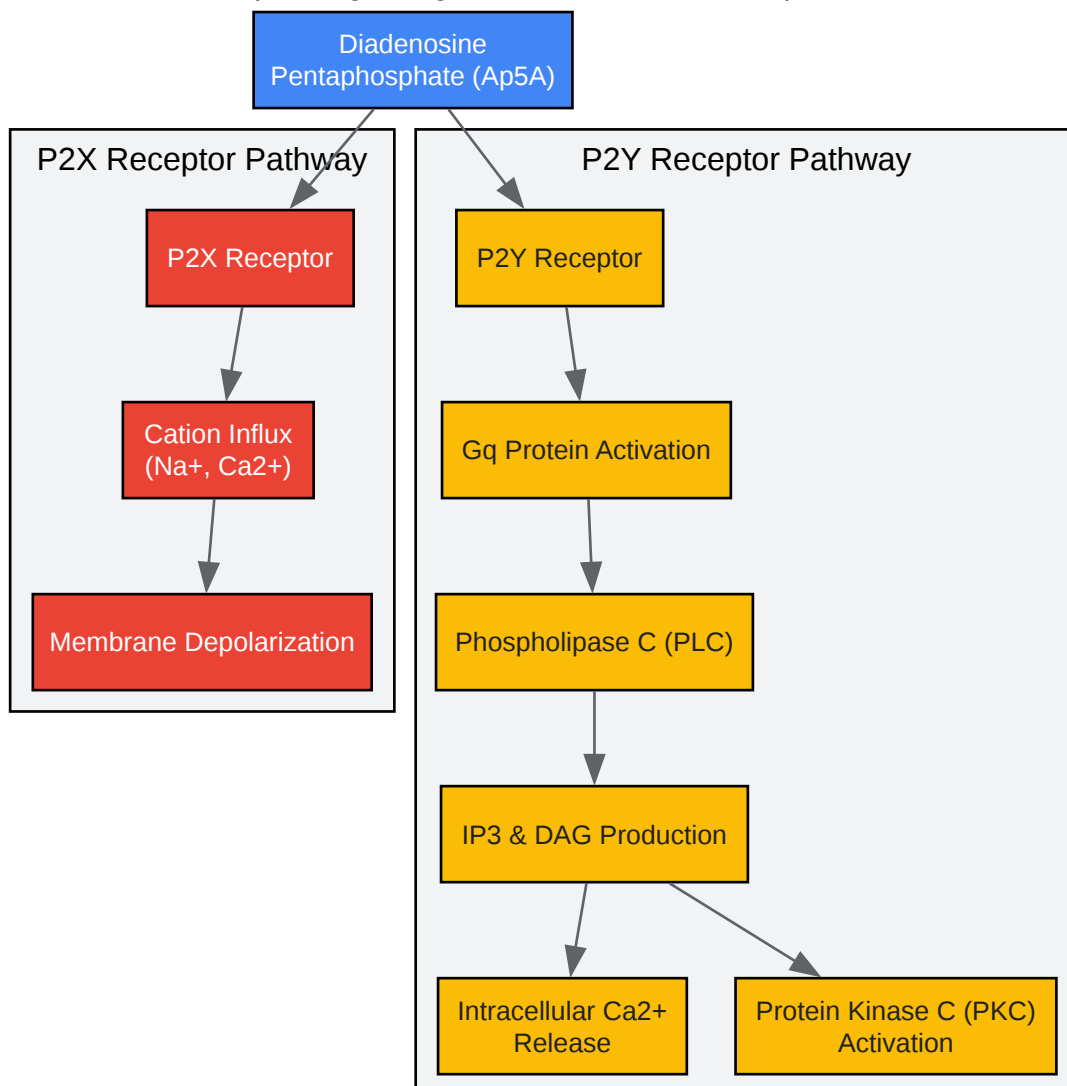 Diadenosine
Pentaphosphate (Ap5A)
P2X Receptor Pathway
P2Y Receptor Pathway
P2X Receptor
P2Y Receptor
Cation Influx
(Na+, Ca2+)
Gq Protein Activation
Membrane Depolarization
Phospholipase C (PLC)
IP3 & DAG Production
Intracellular Ca2+
Release
Protein Kinase C (PKC)
Activation